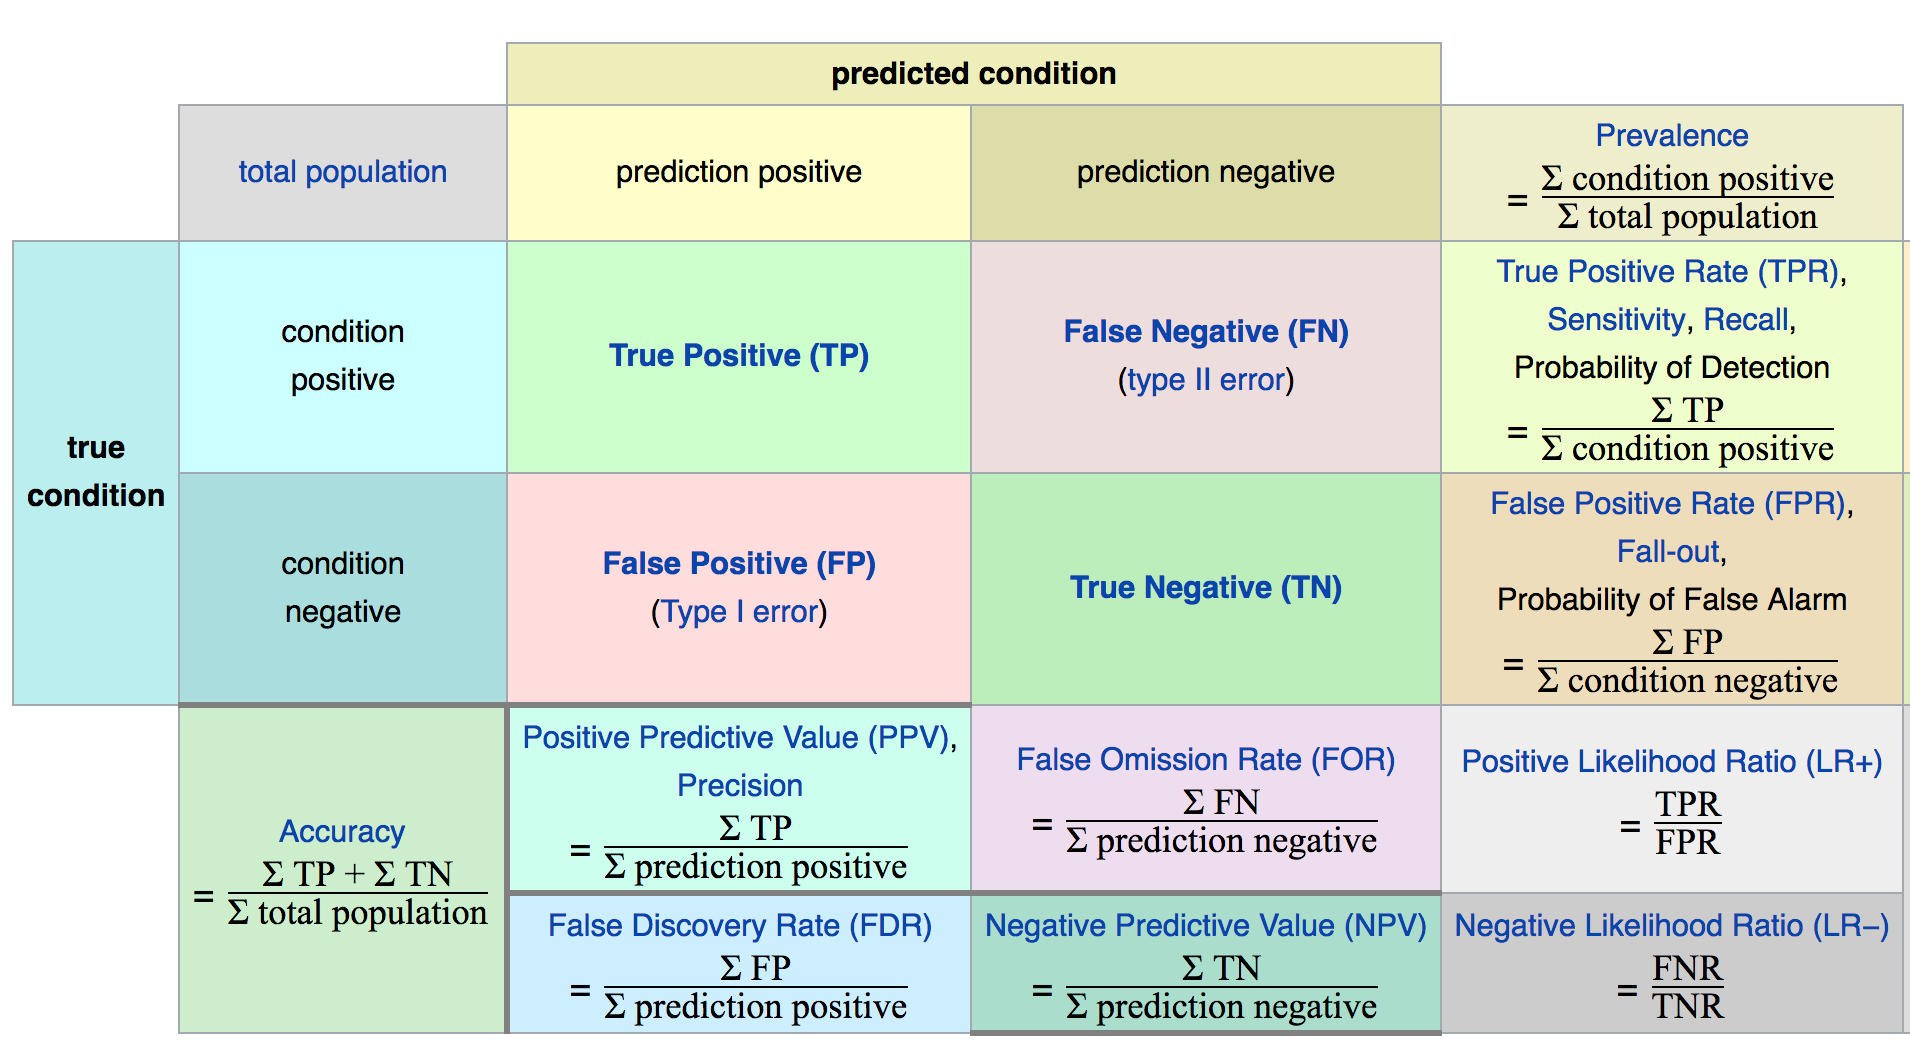 predicted condition
total population
prediction positive
prediction negative
Prevalence
= Σ condition positive
Σ total population
true
condition
condition
positive
True Positive (TP)
False Negative (FN)
(type II error)
True Positive Rate (TPR),
Sensitivity, Recall,
Probability of Detection
= Σ TP
Σ condition positive
condition
negative
False Positive (FP)
(Type I error)
True Negative (TN)
False Positive Rate (FPR),
Fall-out,
Probability of False Alarm
= Σ FP
Σ condition negative
Accuracy
= Σ TP + Σ TN
Σ total population
Positive Predictive Value (PPV),
Precision
= Σ TP
Σ prediction positive
False Omission Rate (FOR)
= Σ FN
Σ prediction negative
Positive Likelihood Ratio (LR+)
= TPR
FPR
False Discovery Rate (FDR)
= Σ FP
Σ prediction positive
Negative Predictive Value (NPV)
= Σ TN
Σ prediction negative
Negative Likelihood Ratio (LR−)
= FNR
TNR